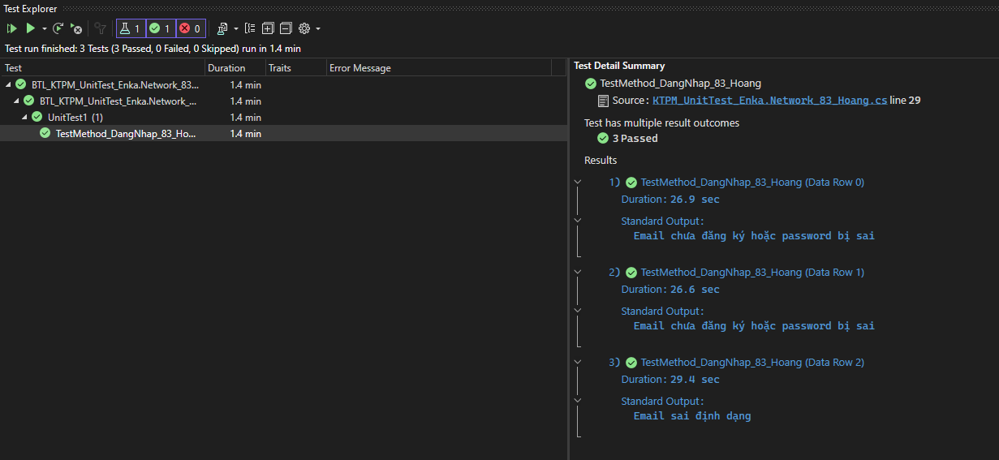 Test Explorer
1 1 0
Test run finished: 3 Tests (3 Passed, 0 Failed, 0 Skipped) run in 1.4 min
Test Duration Traits Error Message
BTL_KTPM_UnitTest_Enka.Network_83... 1.4 min
BTL_KTPM_UnitTest_Enka.Network_... 1.4 min
UnitTest1 (1) 1.4 min
TestMethod_DangNhap_83_Ho... 1.4 min
Test Detail Summary
TestMethod_DangNhap_83_Hoang
Source: KTPM_UnitTest_Enka.Network_83_Hoang.cs line 29
Test has multiple result outcomes
3 Passed
Results
1) TestMethod_DangNhap_83_Hoang (Data Row 0)
Duration: 26.9 sec
Standard Output:
Email chưa đăng ký hoặc password bị sai
2) TestMethod_DangNhap_83_Hoang (Data Row 1)
Duration: 26.6 sec
Standard Output:
Email chưa đăng ký hoặc password bị sai
3) TestMethod_DangNhap_83_Hoang (Data Row 2)
Duration: 29.4 sec
Standard Output:
Email sai định dạng